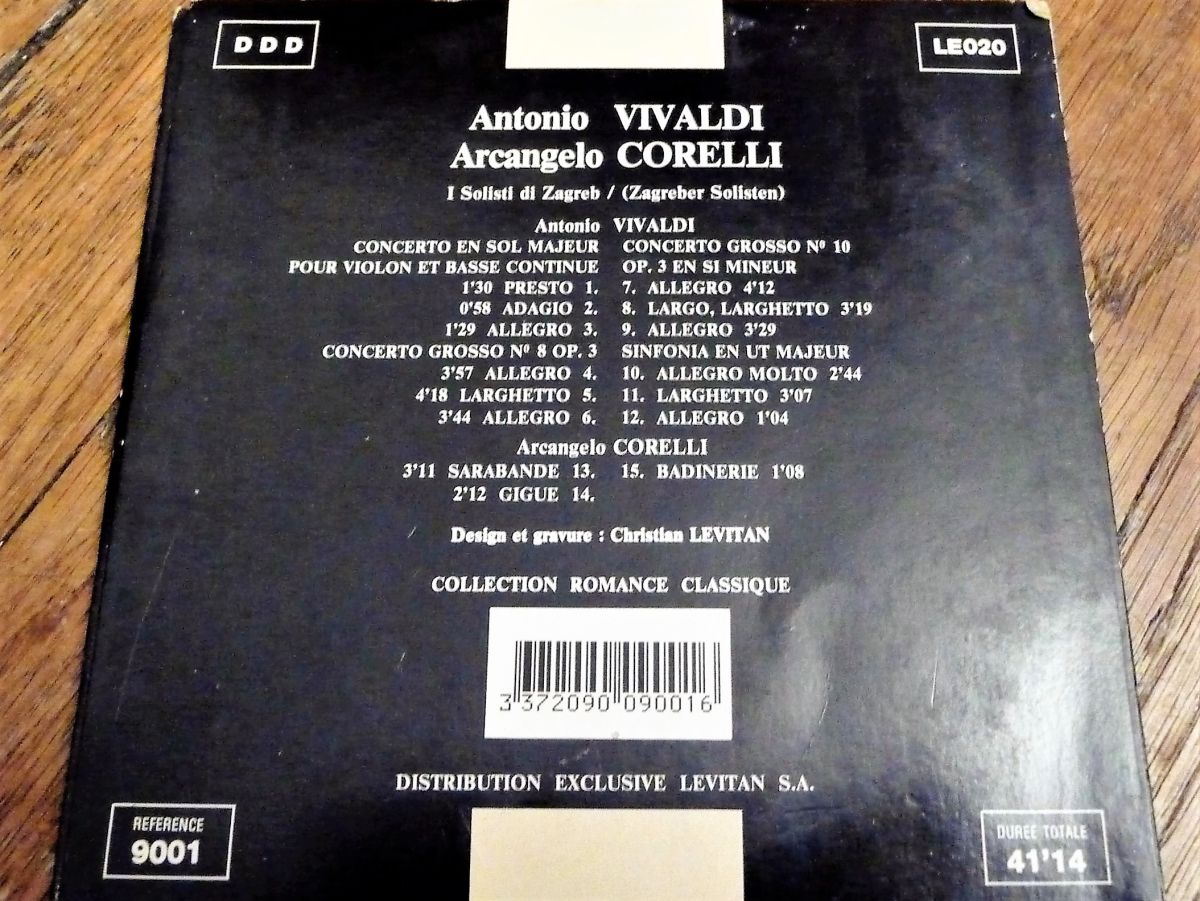 DDD
LE020
Antonio VIVALDI
Arcangelo CORELLI
I Solisti di Zagreb / (Zagreber Solisten)
Antonio VIVALDI
CONCERTO EN SOL MAJEUR
POUR VIOLON ET BASSE CONTINUE
1'30 PRESTO 1.
0'58 ADAGIO 2.
1'29 ALLEGRO 3.
CONCERTO GROSSO Nº 8 OP. 3
3'57 ALLEGRO 4.
4'18 LARGHETTO 5.
3'44 ALLEGRO 6.
CONCERTO GROSSO Nº 10
OP. 3 EN SI MINEUR
7. ALLEGRO 4'12
8. LARGO, LARGHETTO 3'19
9. ALLEGRO 3'29
SINFONIA EN UT MAJEUR
10. ALLEGRO MOLTO 2'44
11. LARGHETTO 3'07
12. ALLEGRO 1'04
Arcangelo CORELLI
3'11 SARABANDE 13.
2'12 GIGUE 14.
15. BADINERIE 1'08
Design et gravure : Christian LEVITAN
COLLECTION ROMANCE CLASSIQUE
3 372090 090016
DISTRIBUTION EXCLUSIVE LEVITAN S.A.
REFERENCE
9001
DUREE TOTALE
41'14